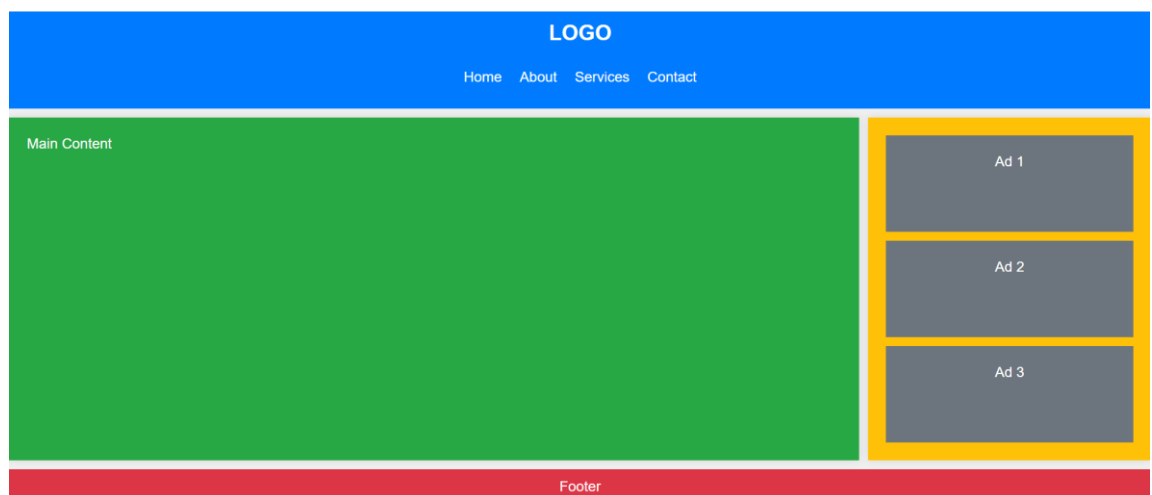 LOGO
Home About Services Contact
Main Content
Ad 1
Ad 2
Ad 3
Footer